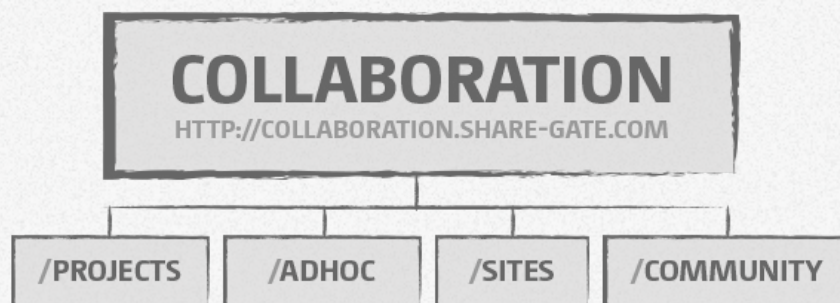 COLLABORATION
HTTP://COLLABORATION.SHARE-GATE.COM
/PROJECTS /ADHOC /SITES /COMMUNITY